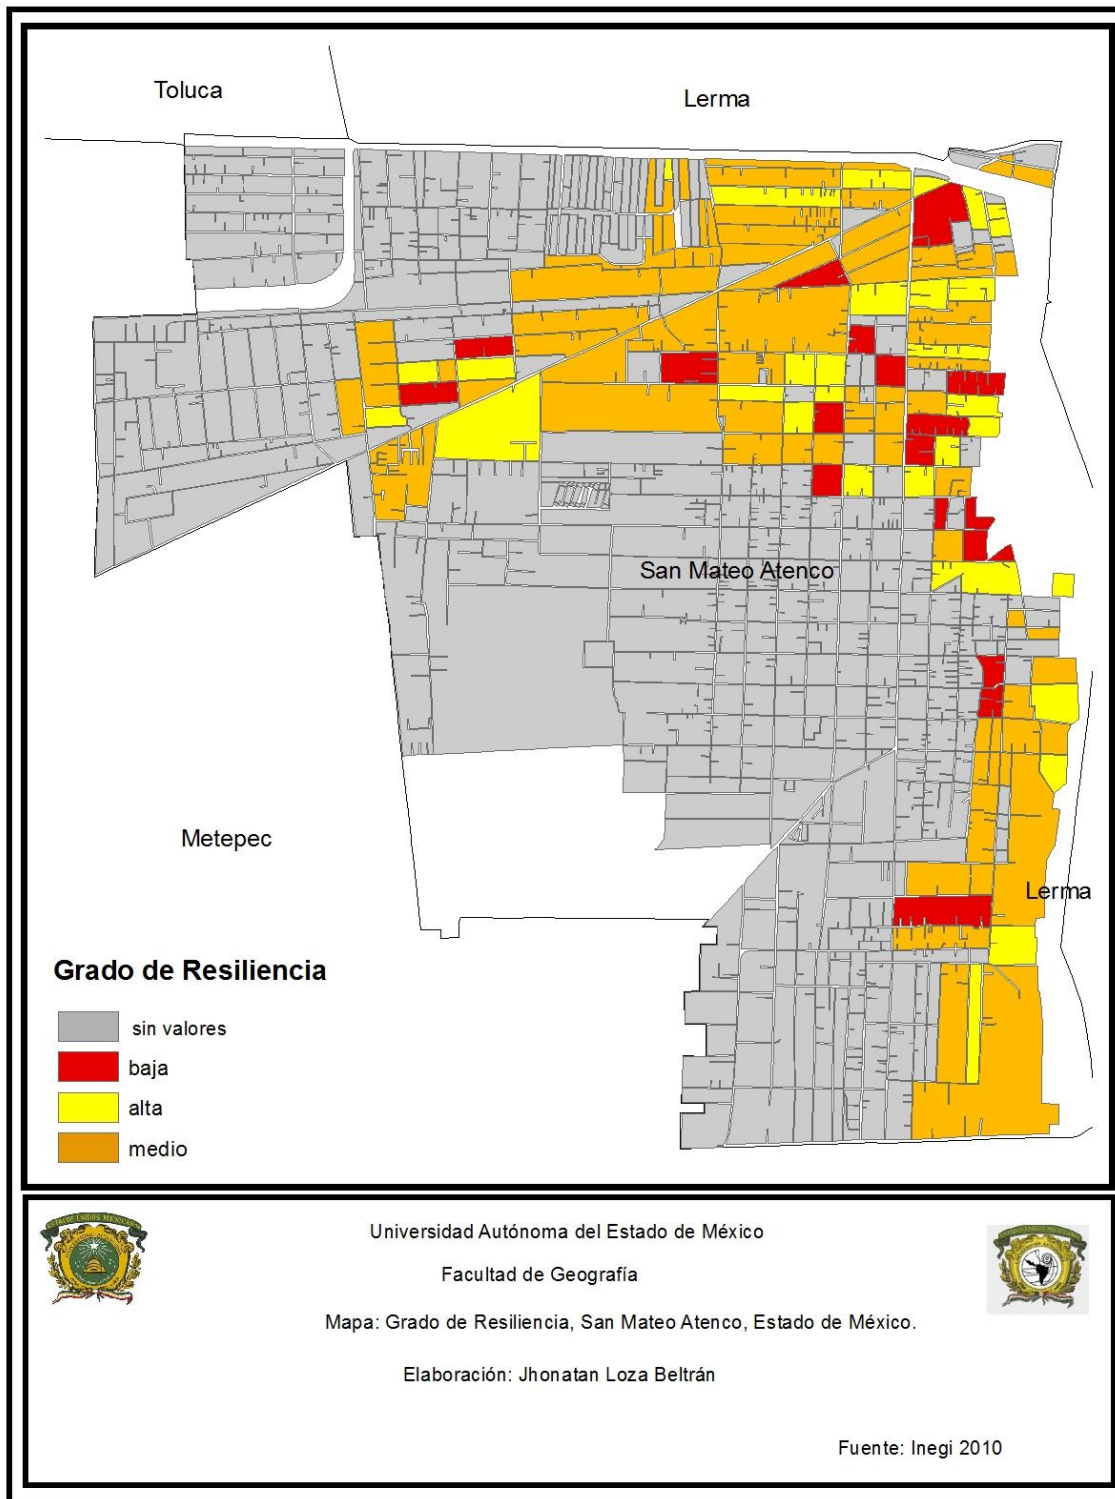 Toluca
Lerma
San Mateo Atenco
Metepec
Lerma
Grado de Resiliencia
sin valores
baja
alta
medio
Universidad Autónoma del Estado de México
Facultad de Geografía
Mapa: Grado de Resiliencia, San Mateo Atenco, Estado de México.
Elaboración: Jhonatan Loza Beltrán
Fuente: Inegi 2010